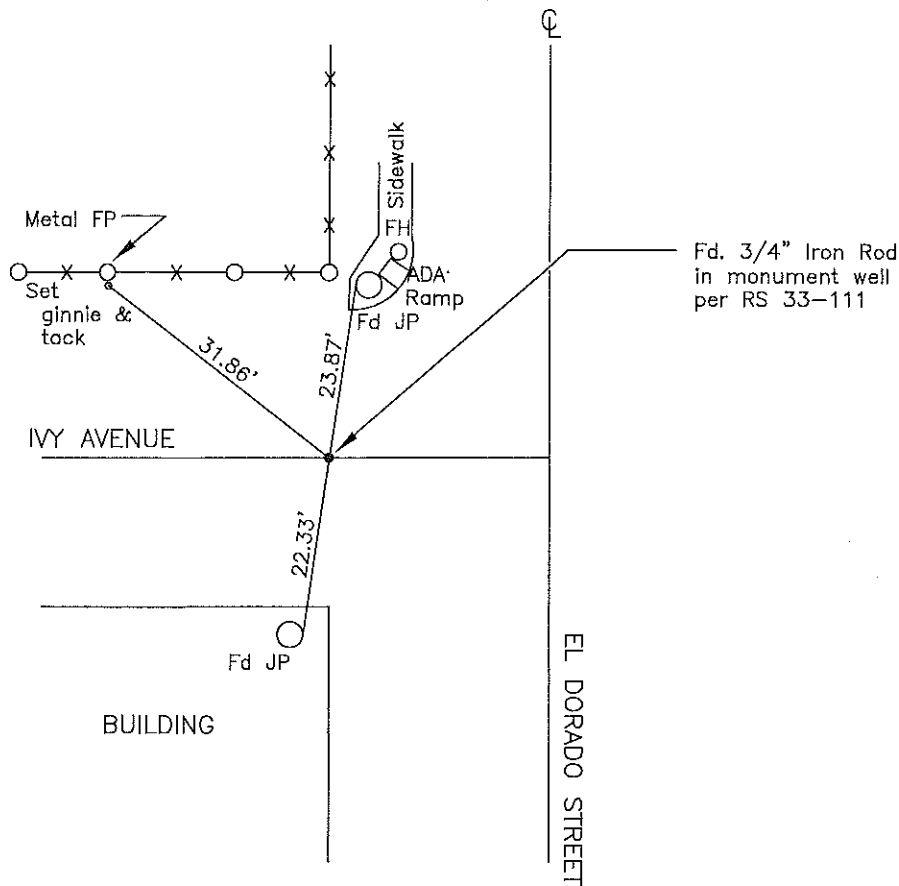 ℄
Sidewalk
Metal FP
FH
ADA
Ramp
Fd. 3/4" Iron Rod
in monument well
per RS 33-111
Set
ginnie &
tack
Fd JP
31.86'
23.87'
IVY AVENUE
22.33'
Fd JP
BUILDING
EL DORADO STREET